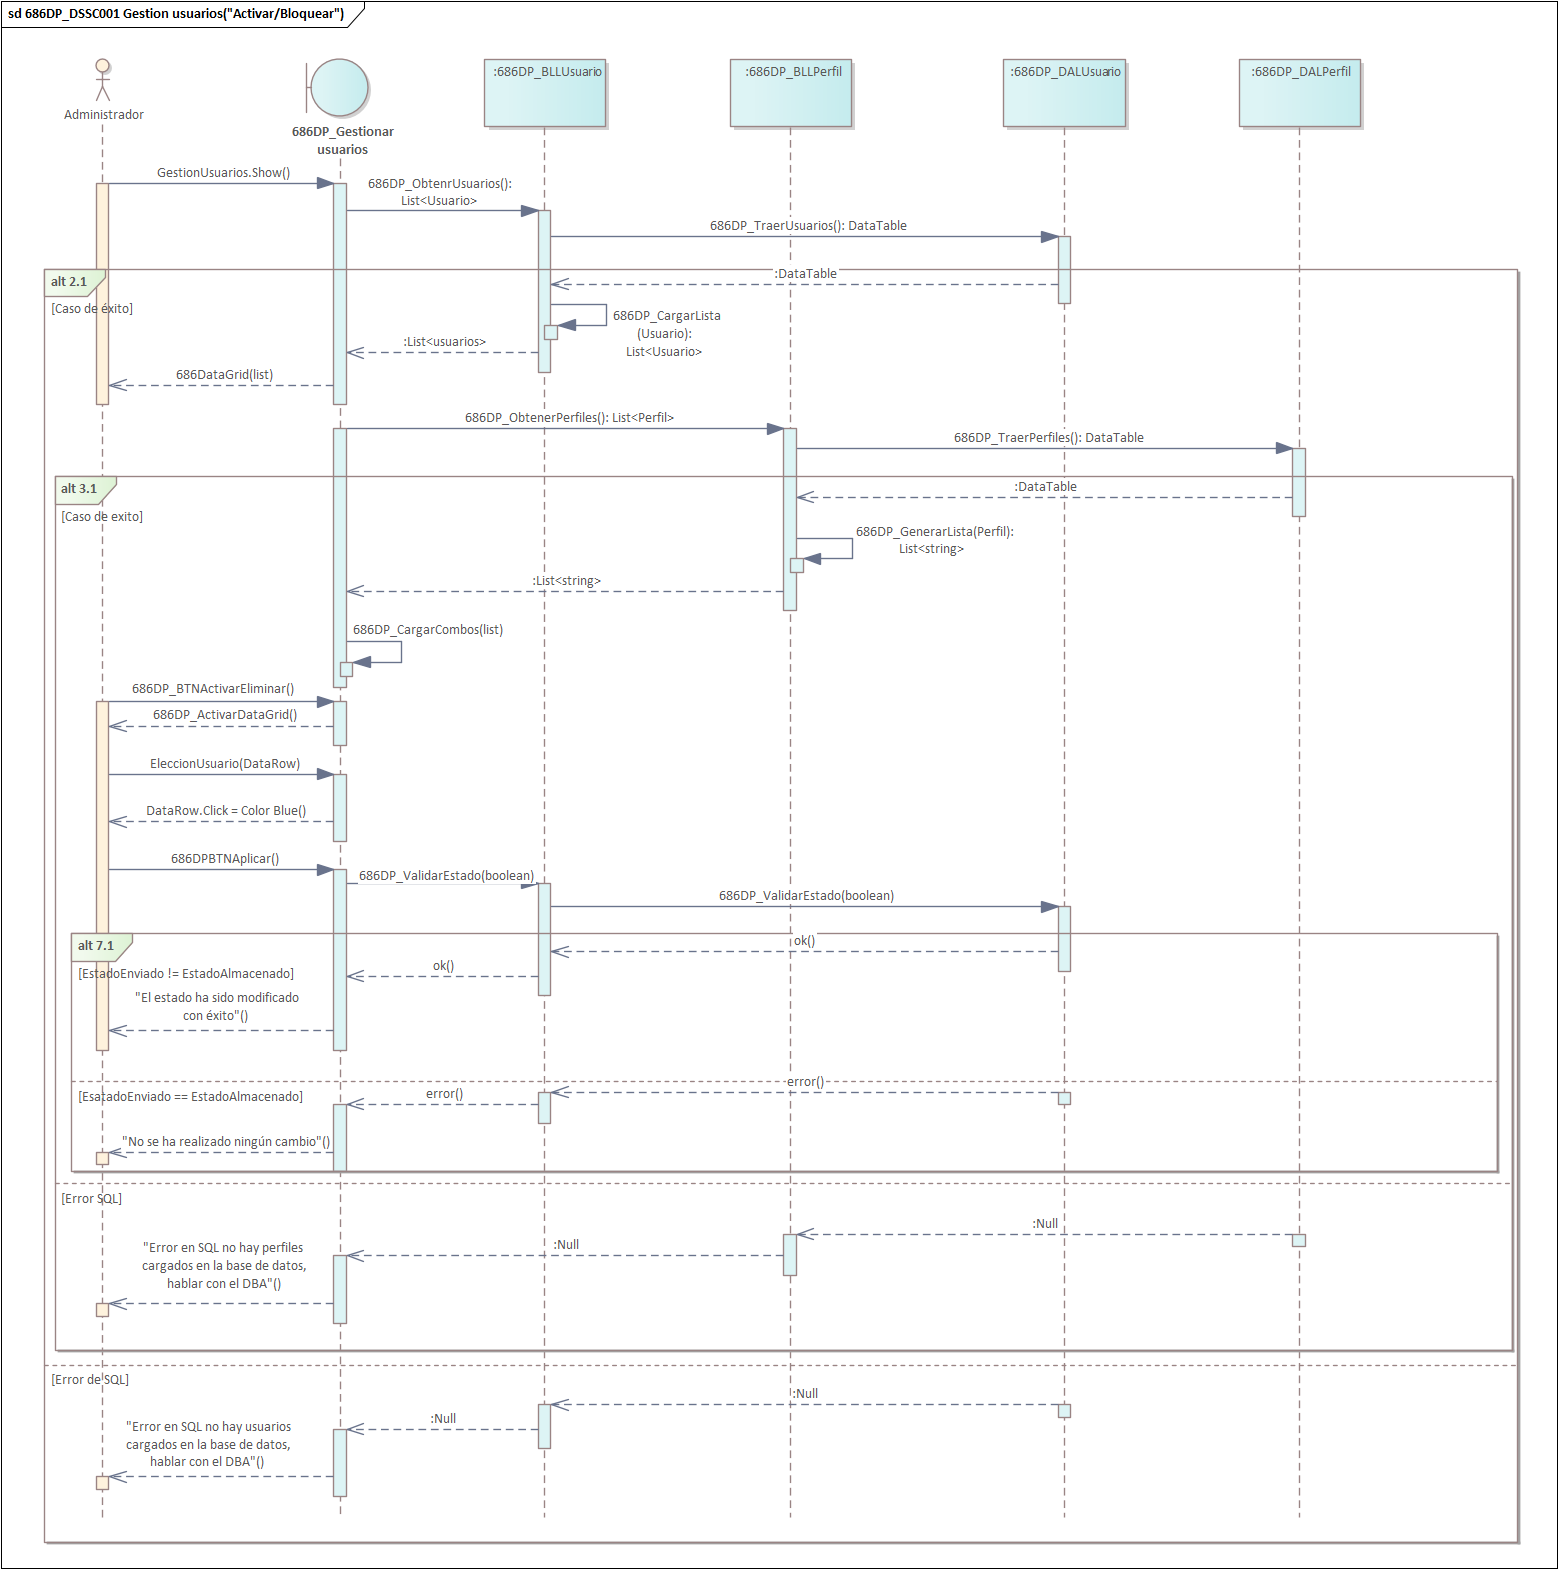 sd 686DP_DSSC001 Gestion usuarios("Activar/Bloquear")
Administrador
686DP_Gestionar
usuarios
:686DP_BLLUsuario
:686DP_BLLPerfil
:686DP_DALUsuario
:686DP_DALPerfil
GestionUsuarios.Show()
686DP_ObtenrUsuarios():
List<Usuario>
686DP_TraerUsuarios(): DataTable
alt 2.1
[Caso de éxito]
:DataTable
686DP_CargarLista
(Usuario):
List<Usuario>
:List<usuarios>
686DataGrid(list)
686DP_ObtenerPerfiles(): List<Perfil>
686DP_TraerPerfiles(): DataTable
alt 3.1
[Caso de exito]
:DataTable
686DP_GenerarLista(Perfil):
List<string>
:List<string>
686DP_CargarCombos(list)
686DP_BTNActivarEliminar()
686DP_ActivarDataGrid()
EleccionUsuario(DataRow)
DataRow.Click = Color Blue()
686DPBTNAplicar()
686DP_ValidarEstado(boolean)
686DP_ValidarEstado(boolean)
alt 7.1
[EstadoEnviado != EstadoAlmacenado]
ok()
ok()
"El estado ha sido modificado
con éxito"()
[EsatadoEnviado == EstadoAlmacenado]
error()
error()
"No se ha realizado ningún cambio"()
[Error SQL]
:Null
:Null
"Error en SQL no hay perfiles
cargados en la base de datos,
hablar con el DBA"()
[Error de SQL]
:Null
:Null
"Error en SQL no hay usuarios
cargados en la base de datos,
hablar con el DBA"()